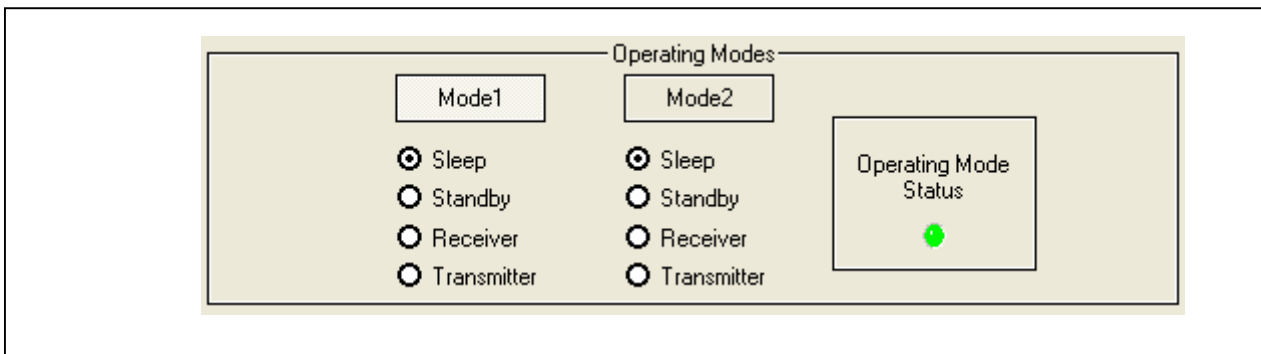 Operating Modes
Mode1
Mode2
Sleep
Standby
Receiver
Transmitter
Sleep
Standby
Receiver
Transmitter
Operating Mode
Status